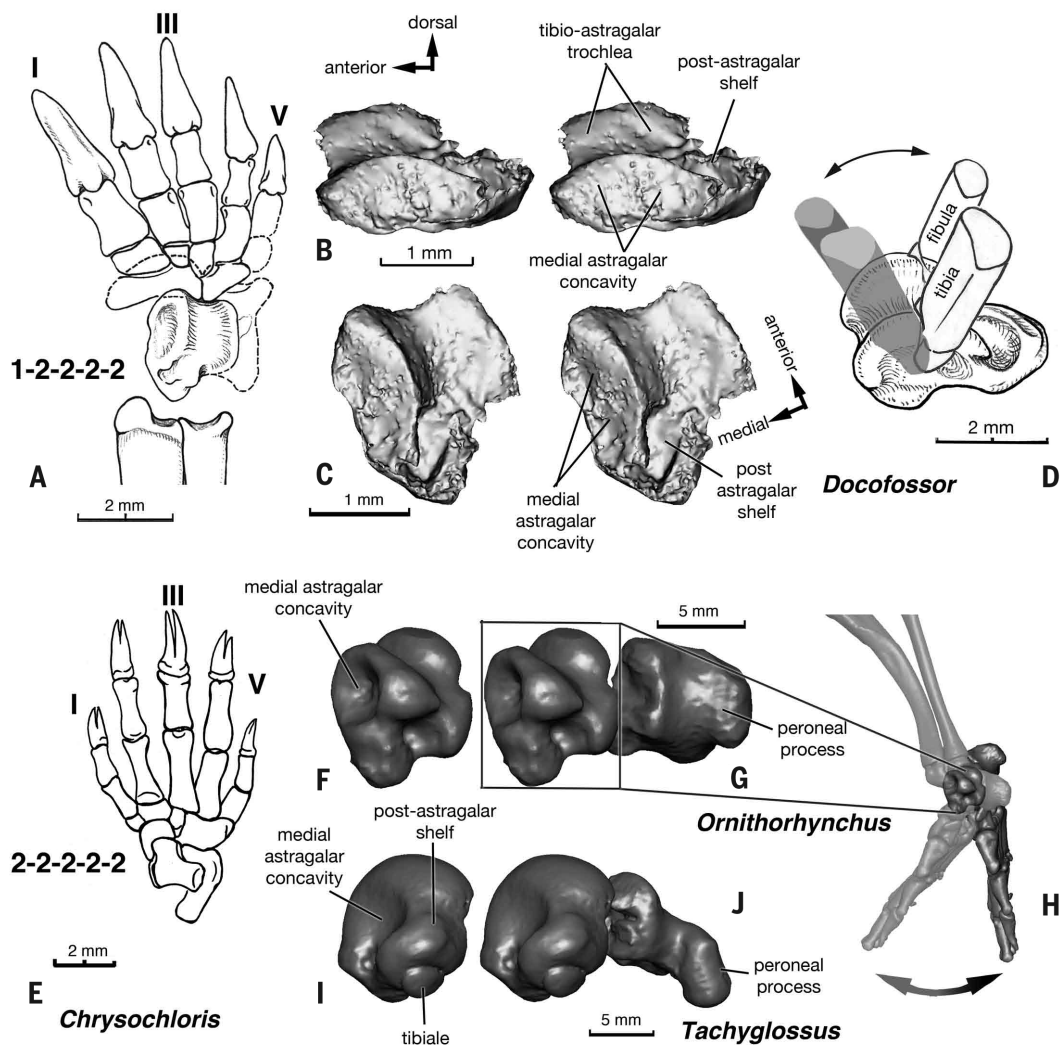 I
III
V
1-2-2-2-2
A
2 mm
dorsal
anterior
tibio-astragalar
trochlea
post-astragalar
shelf
medial astragalar
concavity
B
1 mm
C
1 mm
medial
astragalar
concavity
post
astragalar
shelf
anterior
medial
fibula
tibia
2 mm
Docofossor
D
I
III
V
2-2-2-2-2
2 mm
E
Chrysochloris
medial astragalar
concavity
F
5 mm
peroneal
process
G
Ornithorhynchus
H
post-astragalar
shelf
medial
astragalar
concavity
I
tibiale
J
peroneal
process
5 mm
Tachyglossus